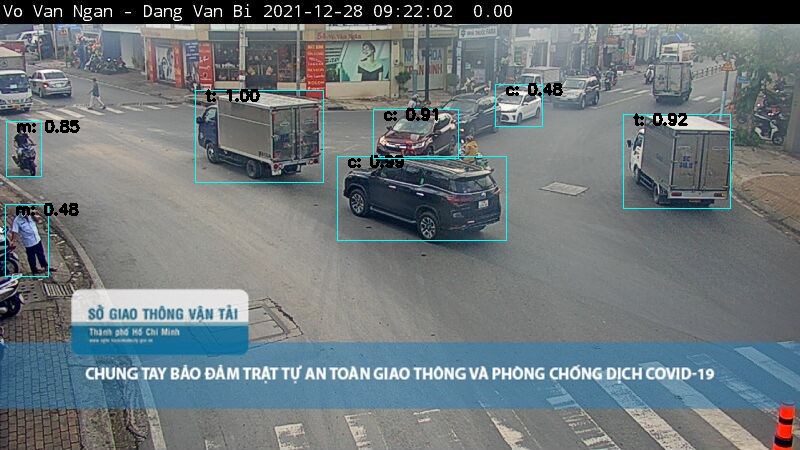 Vo Van Ngan - Dang Van Bi 2021-12-28 09:22:02 0.00
t: 1.00
c: 0.48
c: 0.91
m: 0.85
t: 0.92
m: 0.48
SỞ GIAO THÔNG VẬN TẢI
Thành phố Hồ Chí Minh
CHUNG TAY BẢO ĐẢM TRẬT TỰ AN TOÀN GIAO THÔNG VÀ PHÒNG CHỐNG DỊCH COVID-19